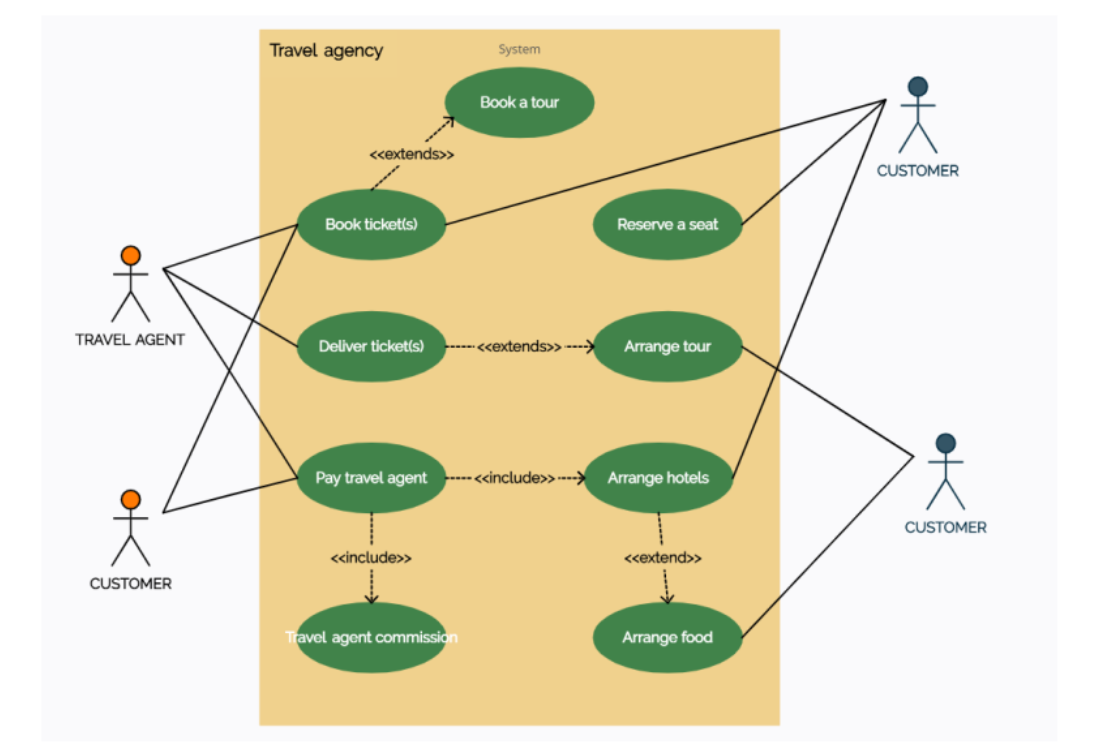 Travel agency
System
Book a tour
<<extends>>
CUSTOMER
Book ticket(s)
Reserve a seat
TRAVEL AGENT
Deliver ticket(s)
<<extends>>
Arrange tour
Pay travel agent
<<include>>
Arrange hotels
CUSTOMER
<<include>>
<<extend>>
CUSTOMER
Travel agent commission
Arrange food